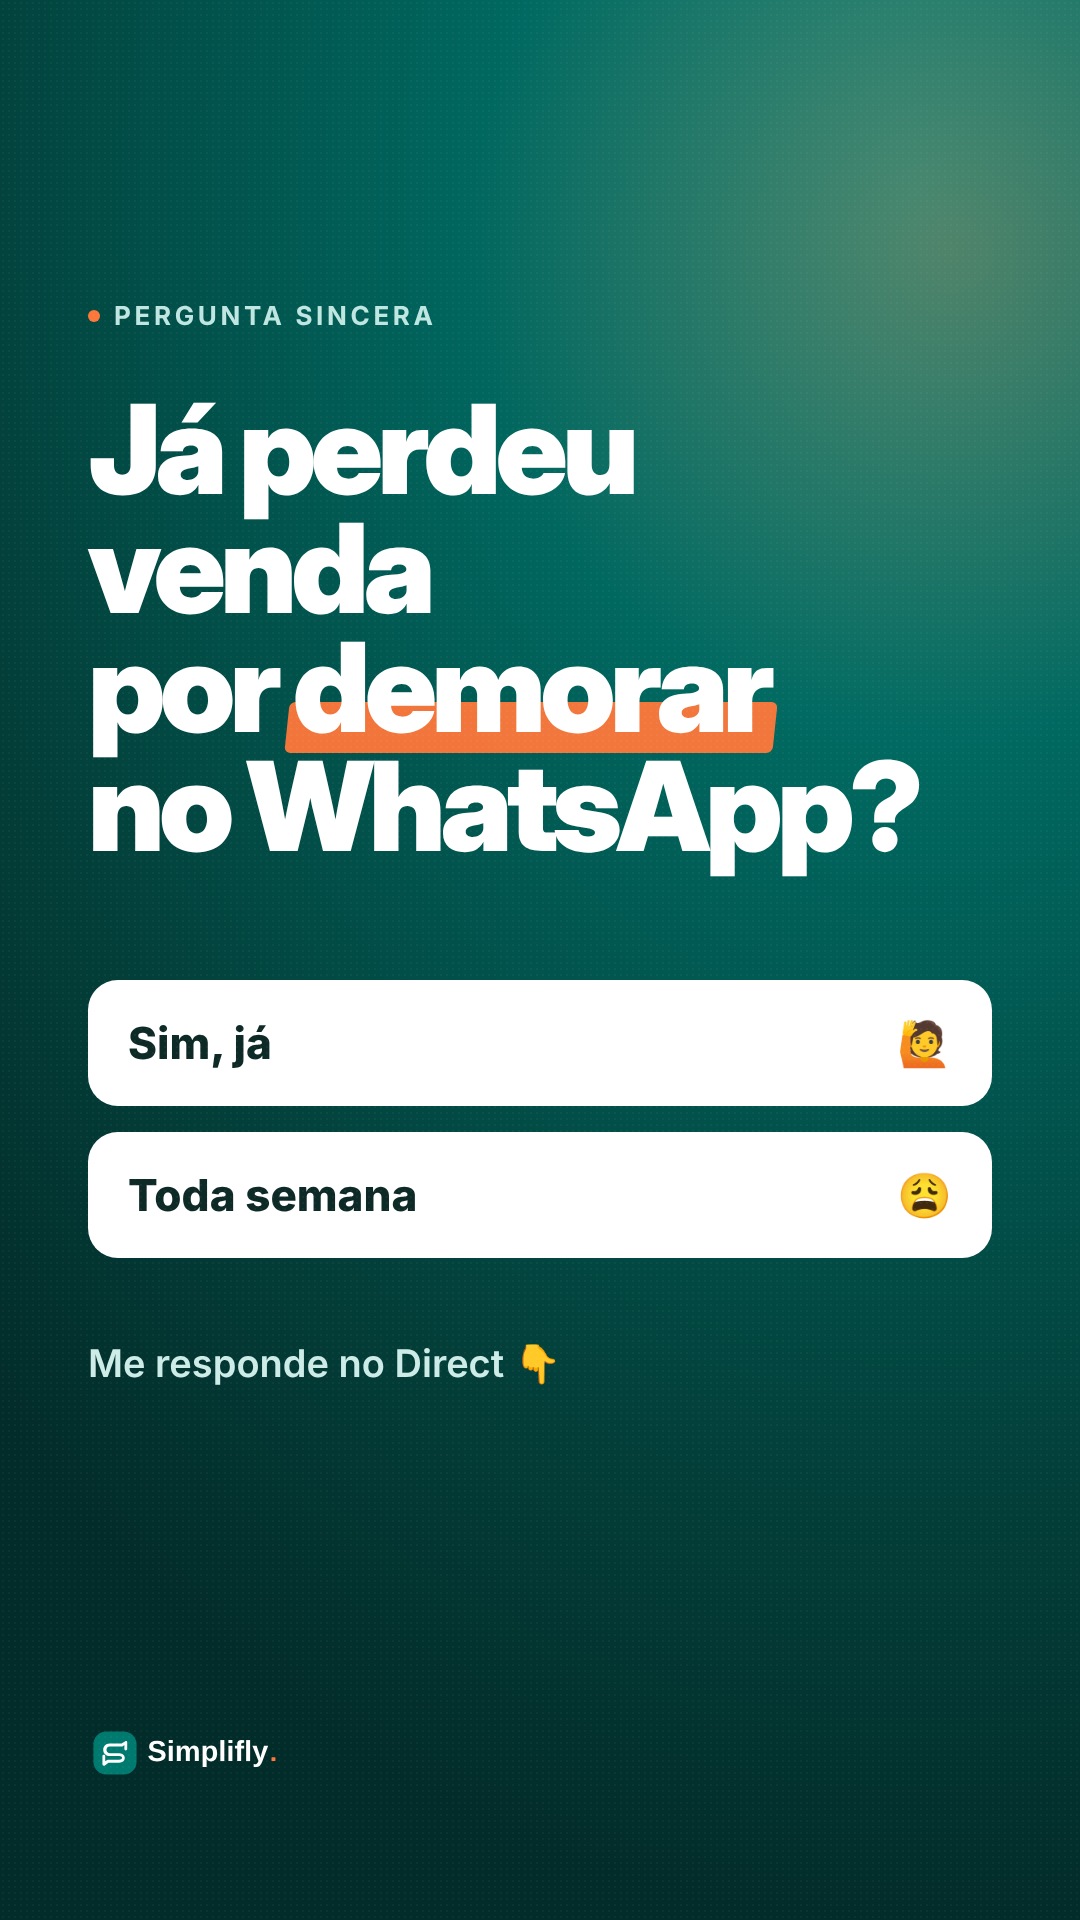 PERGUNTA SINCERA
Já perdeu
venda
por demorar
no WhatsApp?
Sim, já 🙋
Toda semana 😩
Me responde no Direct 👇
Simplifly.